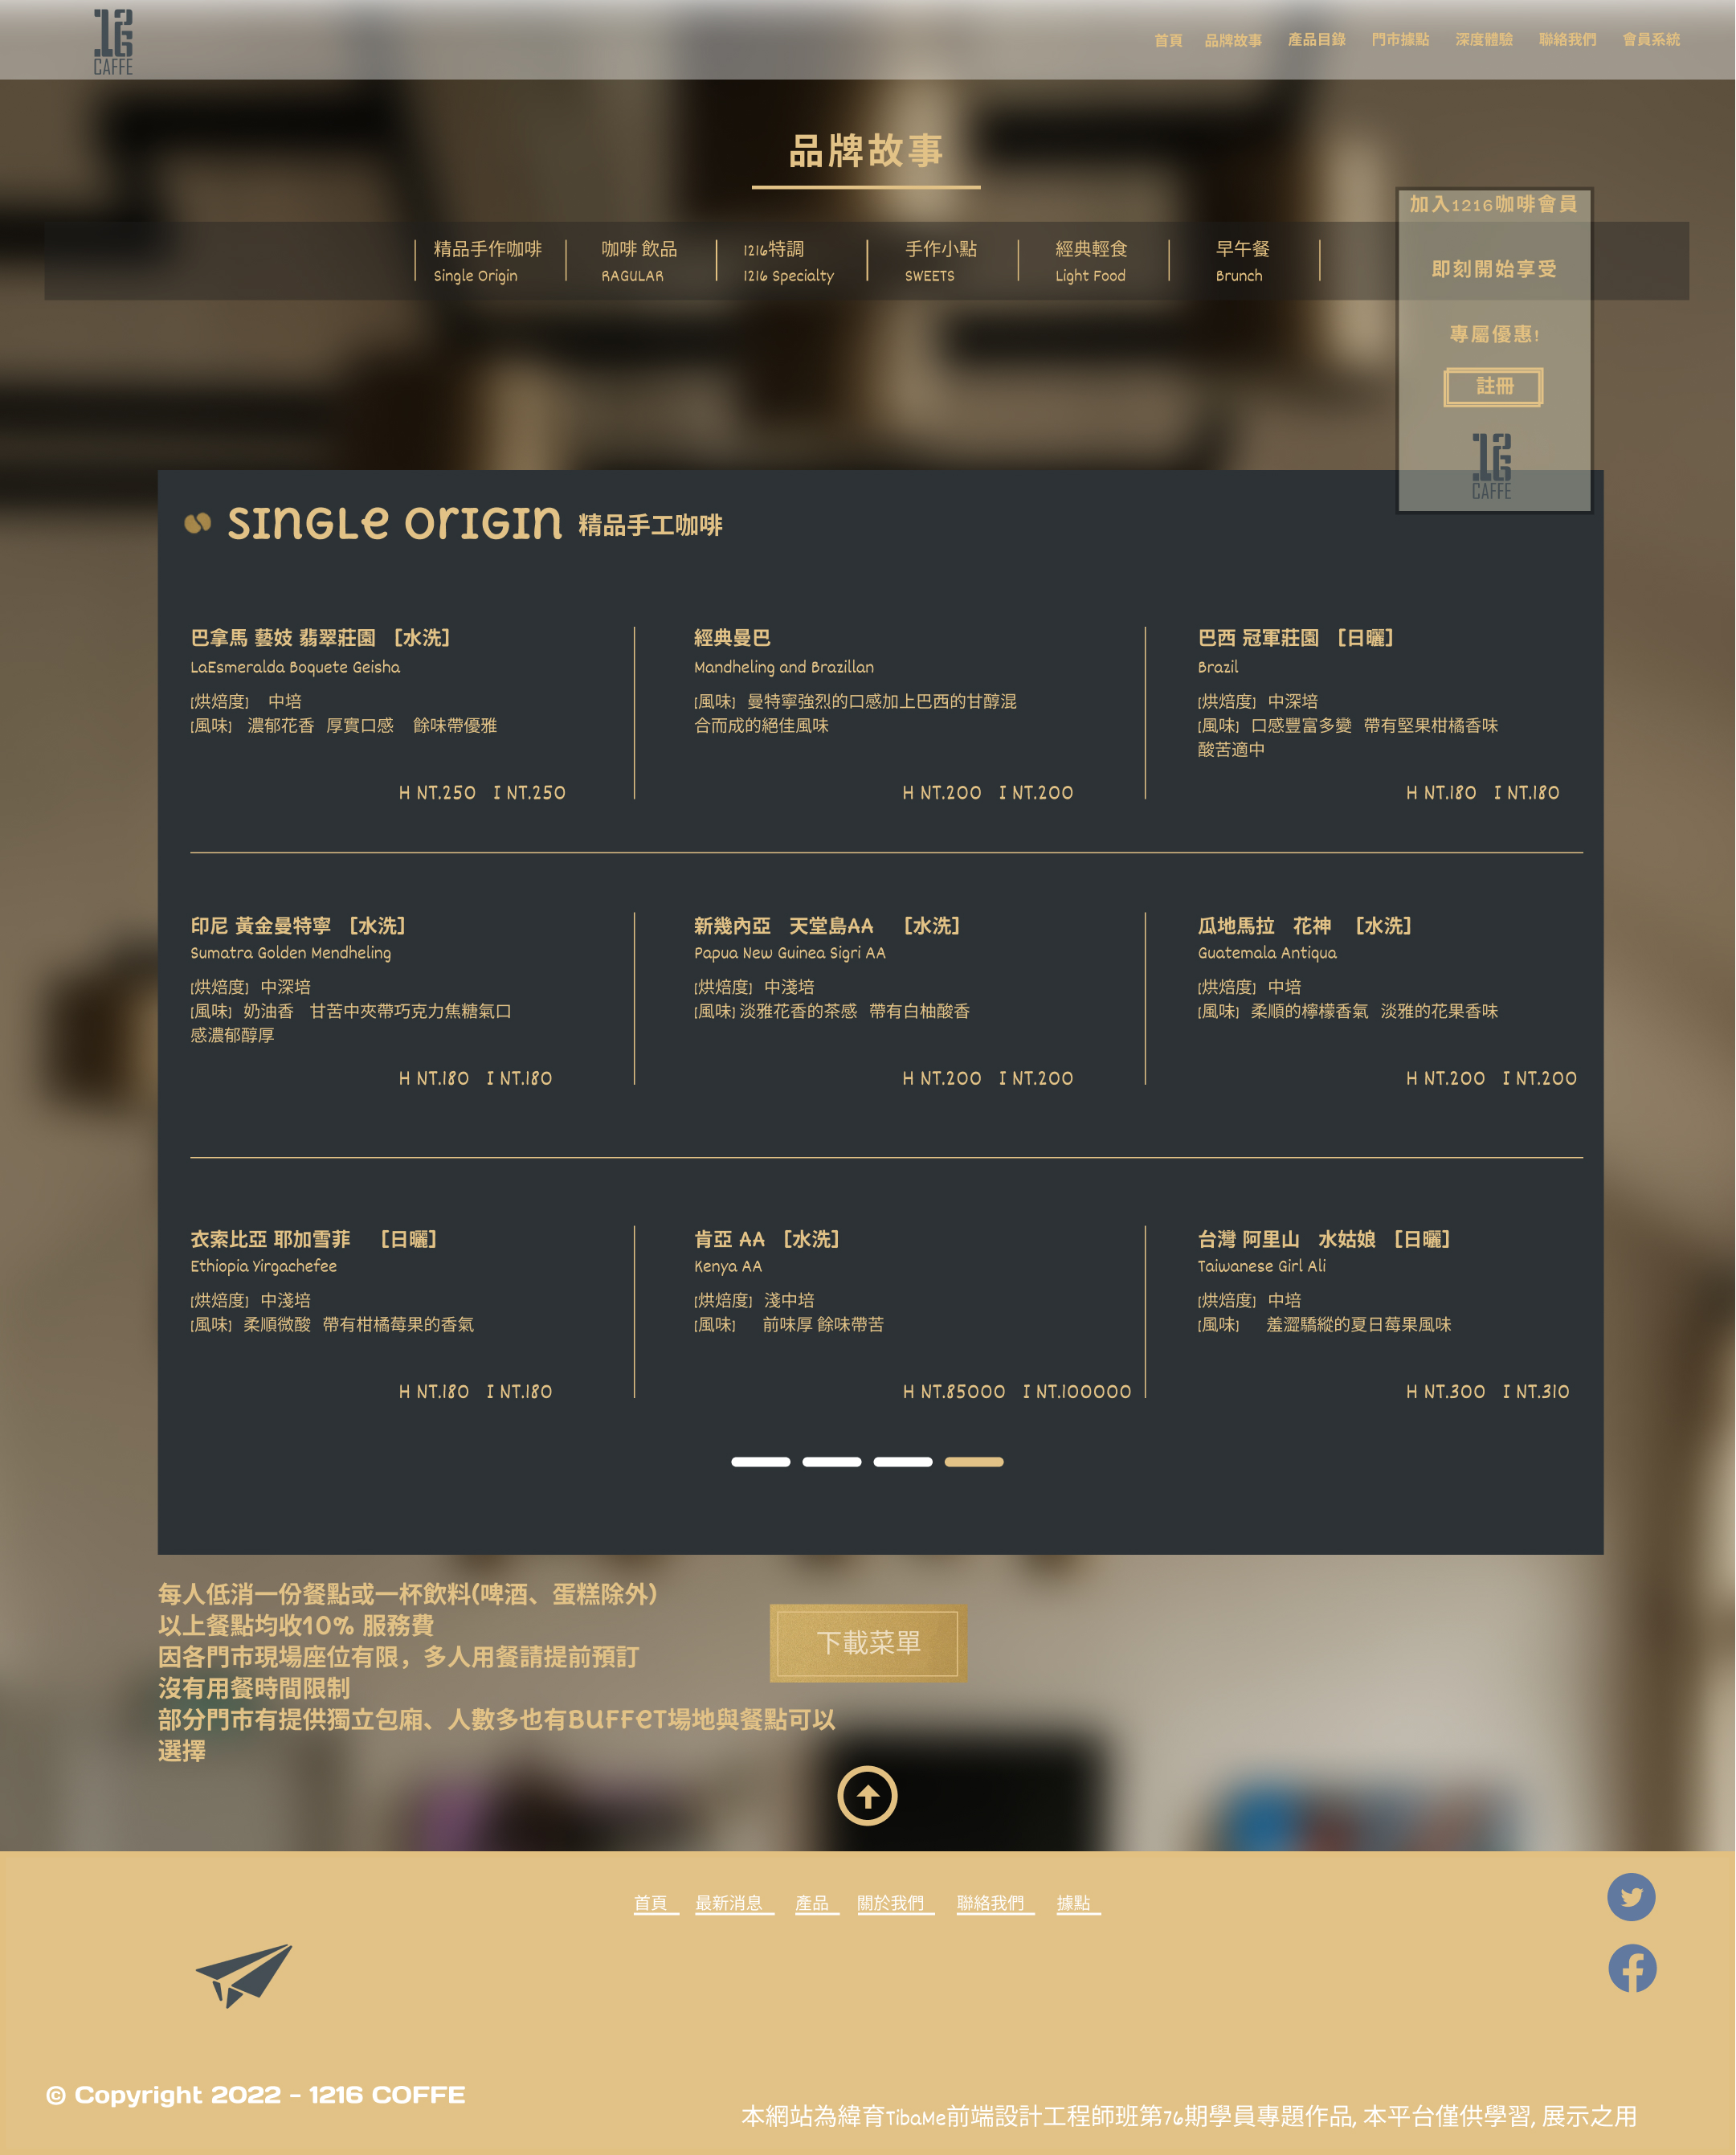 1216
CAFFE
首頁 品牌故事 產品目錄 門市據點 深度體驗 聯絡我們 會員系統
品牌故事
加入1216咖啡會員
即刻開始享受
專屬優惠!
註冊
1216
CAFFE
精品手作咖啡 咖啡 飲品 1216特調 手作小點 經典輕食 早午餐
Single Origin RAGULAR 1216 Specialty SWEETS Light Food Brunch
SINGLE ORIGIN 精品手工咖啡
巴拿馬 藝妓 翡翠莊園 [水洗]
LaEsmeralda Boquete Geisha
[烘焙度] 中培
[風味] 濃郁花香 厚實口感 餘味帶優雅
H NT.250 I NT.250
經典曼巴
Mandheling and Brazillan
[風味] 曼特寧強烈的口感加上巴西的甘醇混
合而成的絕佳風味
H NT.200 I NT.200
巴西 冠軍莊園 [日曬]
Brazil
[烘焙度] 中深培
[風味] 口感豐富多變 帶有堅果柑橘香味
酸苦適中
H NT.180 I NT.180
印尼 黃金曼特寧 [水洗]
Sumatra Golden Mendheling
[烘焙度] 中深培
[風味] 奶油香 甘苦中夾帶巧克力焦糖氣口
感濃郁醇厚
H NT.180 I NT.180
新幾內亞 天堂島AA [水洗]
Papua New Guinea Sigri AA
[烘焙度] 中淺培
[風味] 淡雅花香的茶感 帶有白柚酸香
H NT.200 I NT.200
瓜地馬拉 花神 [水洗]
Guatemala Antiqua
[烘焙度] 中培
[風味] 柔順的檸檬香氣 淡雅的花果香味
H NT.200 I NT.200
衣索比亞 耶加雪菲 [日曬]
Ethiopia Yirgachefee
[烘焙度] 中淺培
[風味] 柔順微酸 帶有柑橘莓果的香氣
H NT.180 I NT.180
肯亞 AA [水洗]
Kenya AA
[烘焙度] 淺中培
[風味] 前味厚 餘味帶苦
H NT.85000 I NT.100000
台灣 阿里山 水姑娘 [日曬]
Taiwanese Girl Ali
[烘焙度] 中培
[風味] 羞澀驕縱的夏日莓果風味
H NT.300 I NT.310
每人低消一份餐點或一杯飲料(啤酒、蛋糕除外)
以上餐點均收10% 服務費
因各門市現場座位有限，多人用餐請提前預訂
沒有用餐時間限制
部分門市有提供獨立包廂、人數多也有BUFFET場地與餐點可以
選擇
下載菜單
首頁 最新消息 產品 關於我們 聯絡我們 據點
© Copyright 2022 - 1216 COFFE
本網站為緯育TibaMe前端設計工程師班第76期學員專題作品, 本平台僅供學習, 展示之用